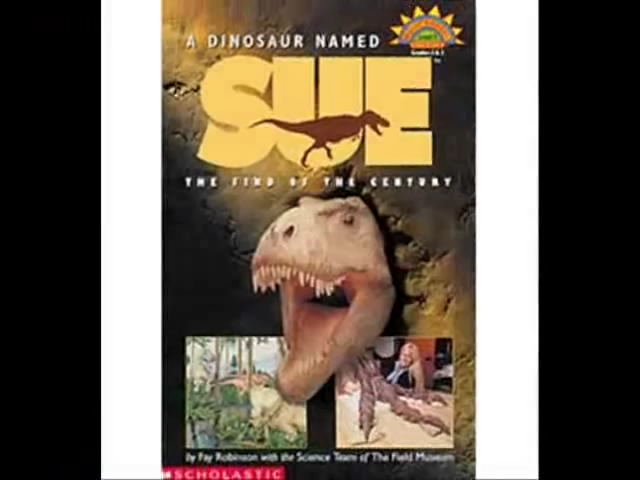 A DINOSAUR NAMED
SUE
THE FIND OF THE CENTURY
by Fay Robinson with the Science Team of The Field Museum
SCHOLASTIC